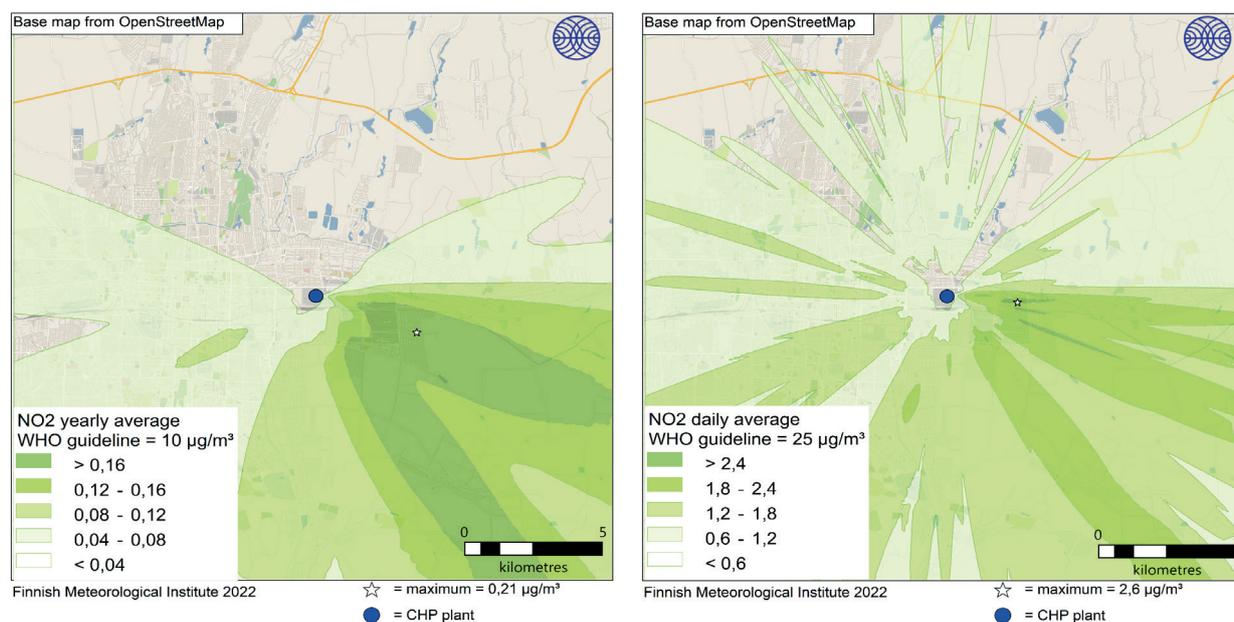 Base map from OpenStreetMap
NO2 yearly average
WHO guideline = 10 µg/m³
> 0,16
0,12 - 0,16
0,08 - 0,12
0,04 - 0,08
< 0,04
0 5
kilometres
Finnish Meteorological Institute 2022
= maximum = 0,21 µg/m³
= CHP plant
Base map from OpenStreetMap
NO2 daily average
WHO guideline = 25 µg/m³
> 2,4
1,8 - 2,4
1,2 - 1,8
0,6 - 1,2
< 0,6
0
kilometres
Finnish Meteorological Institute 2022
= maximum = 2,6 µg/m³
= CHP plant